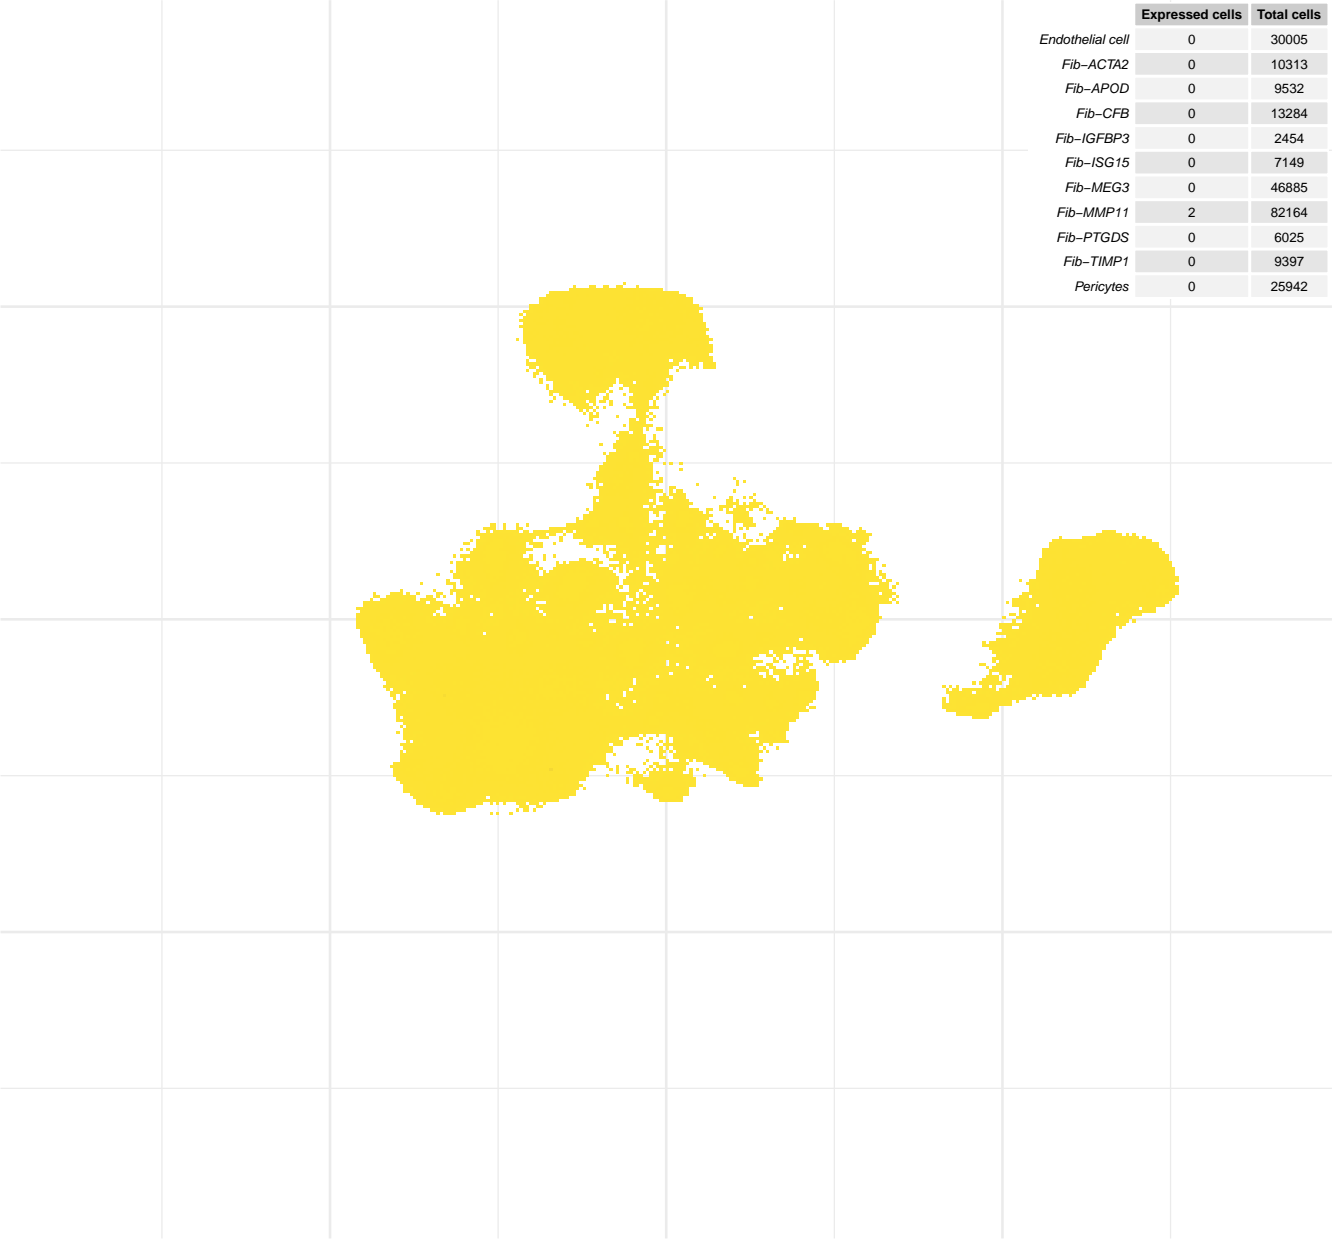 Expressed cells Total cells
Endothelial cell 0 30005
Fib−ACTA2 0 10313
Fib−APOD 0 9532
Fib−CFB 0 13284
Fib−IGFBP3 0 2454
Fib−ISG15 0 7149
Fib−MEG3 0 46885
Fib−MMP11 2 82164
Fib−PTGDS 0 6025
Fib−TIMP1 0 9397
Pericytes 0 25942